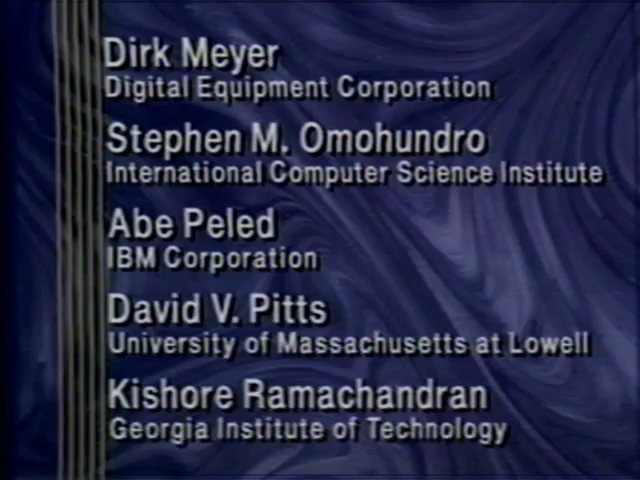 Dirk Meyer
Digital Equipment Corporation
Stephen M. Omohundro
International Computer Science Institute
Abe Peled
IBM Corporation
David V. Pitts
University of Massachusetts at Lowell
Kishore Ramachandran
Georgia Institute of Technology